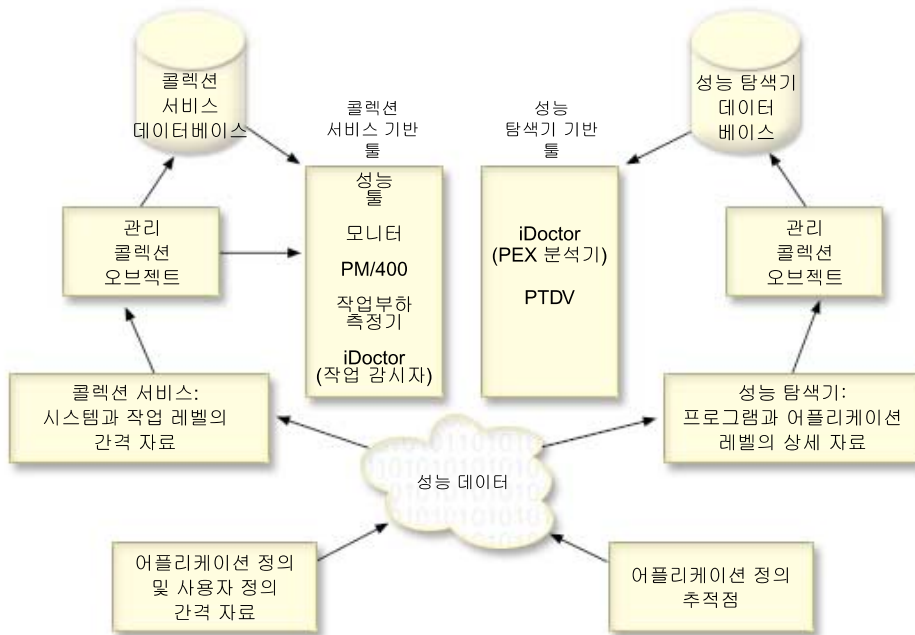 콜렉션
서비스
데이터베이스
성능 탐색기
데이터
베이스
콜렉션
서비스 기반
툴
성능
탐색기 기반
툴
관리
콜렉션
오브젝트
성능
툴
모니터
PM/400
작업부하
측정기
iDoctor
(작업 감시자)
iDoctor
(PEX 분석기)
PTDV
관리
콜렉션
오브젝트
콜렉션 서비스:
시스템과 작업 레벨의
간격 자료
성능 탐색기:
프로그램과 어플리케이션
레벨의 상세 자료
성능 데이터
어플리케이션 정의
및 사용자 정의
간격 자료
어플리케이션 정의
추적점